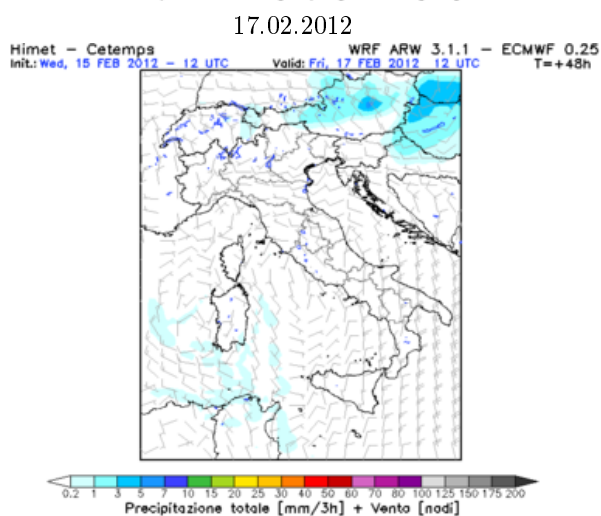 17.02.2012
Himet - Cetemps WRF ARW 3.1.1 - ECMWF 0.25
Init.: Wed, 15 FEB 2012 - 12 UTC Valid: Fri, 17 FEB 2012 12 UTC T=+48h
0.2 1 3 5 7 10 15 20 25 30 40 50 60 70 80 100 125 150 175 200
Precipitazione totale [mm/3h] + Vento [nodi]